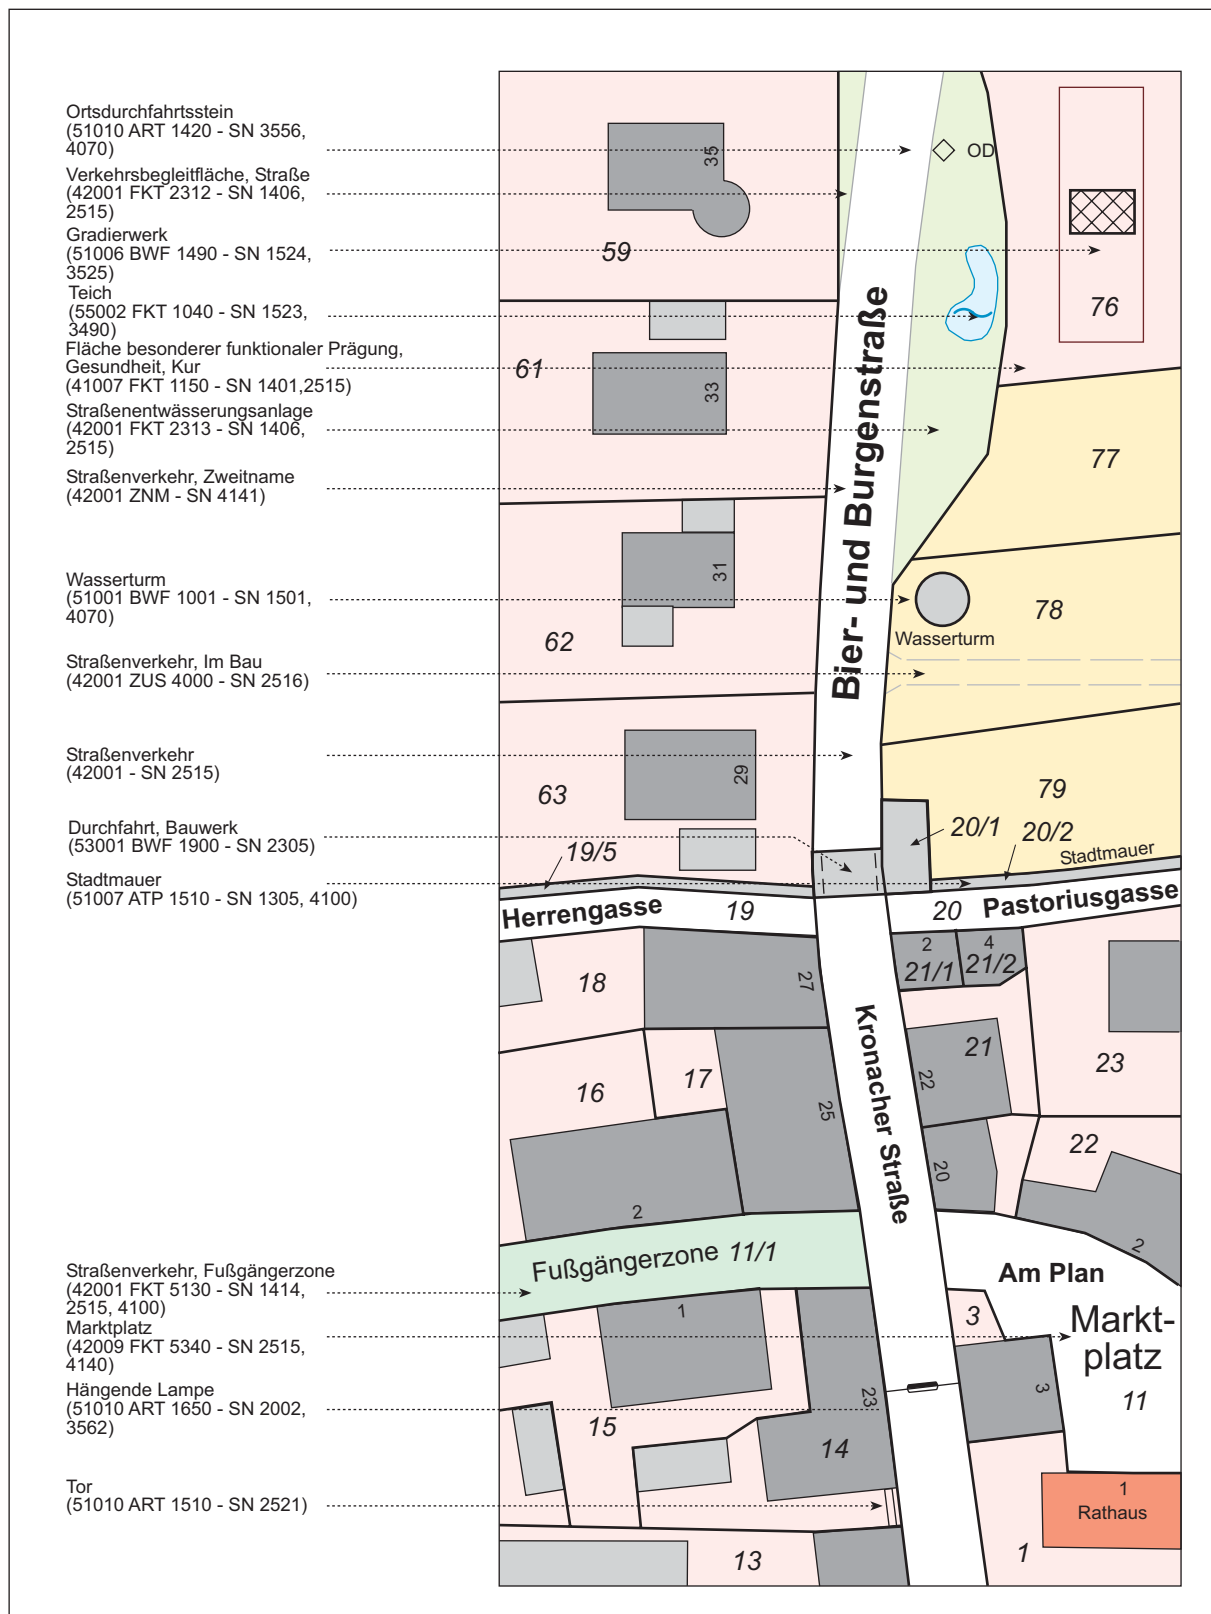 Ortsdurchfahrtsstein
(51010 ART 1420 - SN 3556,
4070)
Verkehrsbegleitfläche, Straße
(42001 FKT 2312 - SN 1406,
2515)
Gradierwerk
(51006 BWF 1490 - SN 1524,
3525)
Teich
(55002 FKT 1040 - SN 1523,
3490)
Fläche besonderer funktionaler Prägung,
Gesundheit, Kur
(41007 FKT 1150 - SN 1401,2515)
Straßenentwässerungsanlage
(42001 FKT 2313 - SN 1406,
2515)
Straßenverkehr, Zweitname
(42001 ZNM - SN 4141)
Wasserturm
(51001 BWF 1001 - SN 1501,
4070)
Straßenverkehr, Im Bau
(42001 ZUS 4000 - SN 2516)
Straßenverkehr
(42001 - SN 2515)
Durchfahrt, Bauwerk
(53001 BWF 1900 - SN 2305)
Stadtmauer
(51007 ATP 1510 - SN 1305, 4100)
Straßenverkehr, Fußgängerzone
(42001 FKT 5130 - SN 1414,
2515, 4100)
Marktplatz
(42009 FKT 5340 - SN 2515,
4140)
Hängende Lampe
(51010 ART 1650 - SN 2002,
3562)
Tor
(51010 ART 1510 - SN 2521)
35
OD
59
76
61
33
Bier- und Burgenstraße
77
31
62
78
Wasserturm
63
29
79
20/1
20/2
19/5
Stadtmauer
Herrengasse
19
20
Pastoriusgasse
2
4
21/1
21/2
18
27
Kronacher Straße
21
22
23
16
17
25
22
20
2
2
Fußgängerzone
11/1
Am Plan
1
3
Markt-
platz
3
11
23
15
14
1
Rathaus
13
1